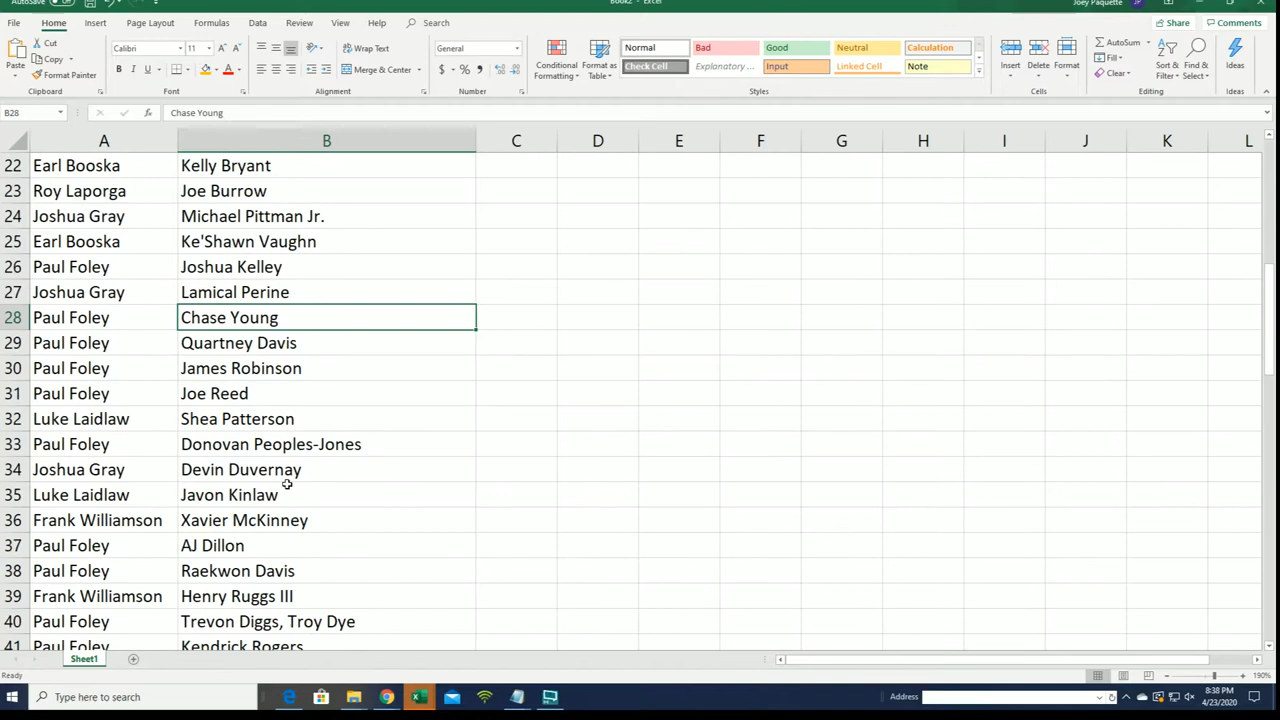 AutoSave
Book2 - Excel
Joey Paquette
JP
File Home Insert Page Layout Formulas Data Review View Help Search
Share Comments
Paste
Cut
Copy
Format Painter
Clipboard
Calibri 11
B I U
Font
Wrap Text
Merge & Center
Alignment
General
$ % ,
Number
Conditional Formatting
Format as Table
Normal Bad Good Neutral Calculation
Check Cell Explanatory ... Input Linked Cell Note
Styles
Insert Delete Format
Cells
AutoSum
Fill
Clear
Sort & Filter
Find & Select
Editing
Ideas
Ideas
B28 fx Chase Young
A B C D E F G H I J K L
22 Earl Booska Kelly Bryant
23 Roy Laporga Joe Burrow
24 Joshua Gray Michael Pittman Jr.
25 Earl Booska Ke'Shawn Vaughn
26 Paul Foley Joshua Kelley
27 Joshua Gray Lamical Perine
28 Paul Foley Chase Young
29 Paul Foley Quartney Davis
30 Paul Foley James Robinson
31 Paul Foley Joe Reed
32 Luke Laidlaw Shea Patterson
33 Paul Foley Donovan Peoples-Jones
34 Joshua Gray Devin Duvernay
35 Luke Laidlaw Javon Kinlaw
36 Frank Williamson Xavier McKinney
37 Paul Foley AJ Dillon
38 Paul Foley Raekwon Davis
39 Frank Williamson Henry Ruggs III
40 Paul Foley Trevon Diggs, Troy Dye
41 Paul Foley Kendrick Rogers
Sheet1
Ready
190%
Type here to search
Address
8:38 PM
4/23/2020